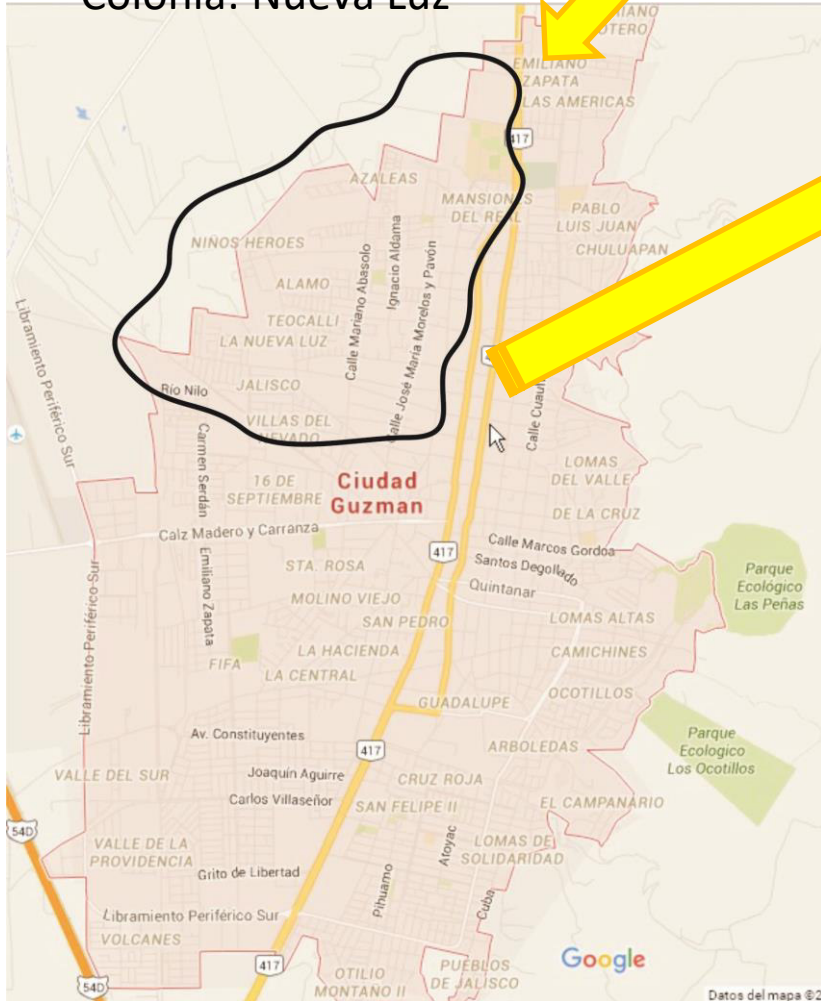 Colonia: Nueva Luz
OTERO
EMILIANO
ZAPATA
LAS AMERICAS
417
AZALEAS
MANSIONES
DEL REAL
PABLO
LUIS JUAN
CHULUAPAN
NIÑOS HEROES
Calle Mariano Abasolo
Ignacio Aldama
Calle José María Morelos y Pavón
ALAMO
TEOCALLI
LA NUEVA LUZ
Libramiento Periférico Sur
Río Nilo
JALISCO
VILLAS DEL
NEVADO
Carmen Serdán
LOMAS
DEL VALLE
16 DE
SEPTIEMBRE
Ciudad
Guzman
DE LA CRUZ
Calz Madero y Carranza
Calle Marcos Gordoa
417
Santos Degollado
Quintanar
Emiliano Zapata
STA. ROSA
MOLINO VIEJO
SAN PEDRO
Parque
Ecológico
Las Peñas
LOMAS ALTAS
Libramiento Periférico Sur
LA HACIENDA
CAMICHINES
FIFA
LA CENTRAL
OCOTILLOS
GUADALUPE
Av. Constituyentes
417
ARBOLEDAS
Parque
Ecologico
Los Ocotillos
VALLE DEL SUR
Joaquín Aguirre
CRUZ ROJA
Carlos Villaseñor
SAN FELIPE II
EL CAMPANARIO
54D
VALLE DE LA
PROVIDENCIA
Atoyac
LOMAS DE
SOLIDARIDAD
Grito de Libertad
Pihuamo
Cuba
Libramiento Periférico Sur
VOLCANES
417
54D
OTILIO
MONTAÑO II
PUEBLOS
DE JALISCO
Google
Datos del mapa ©2